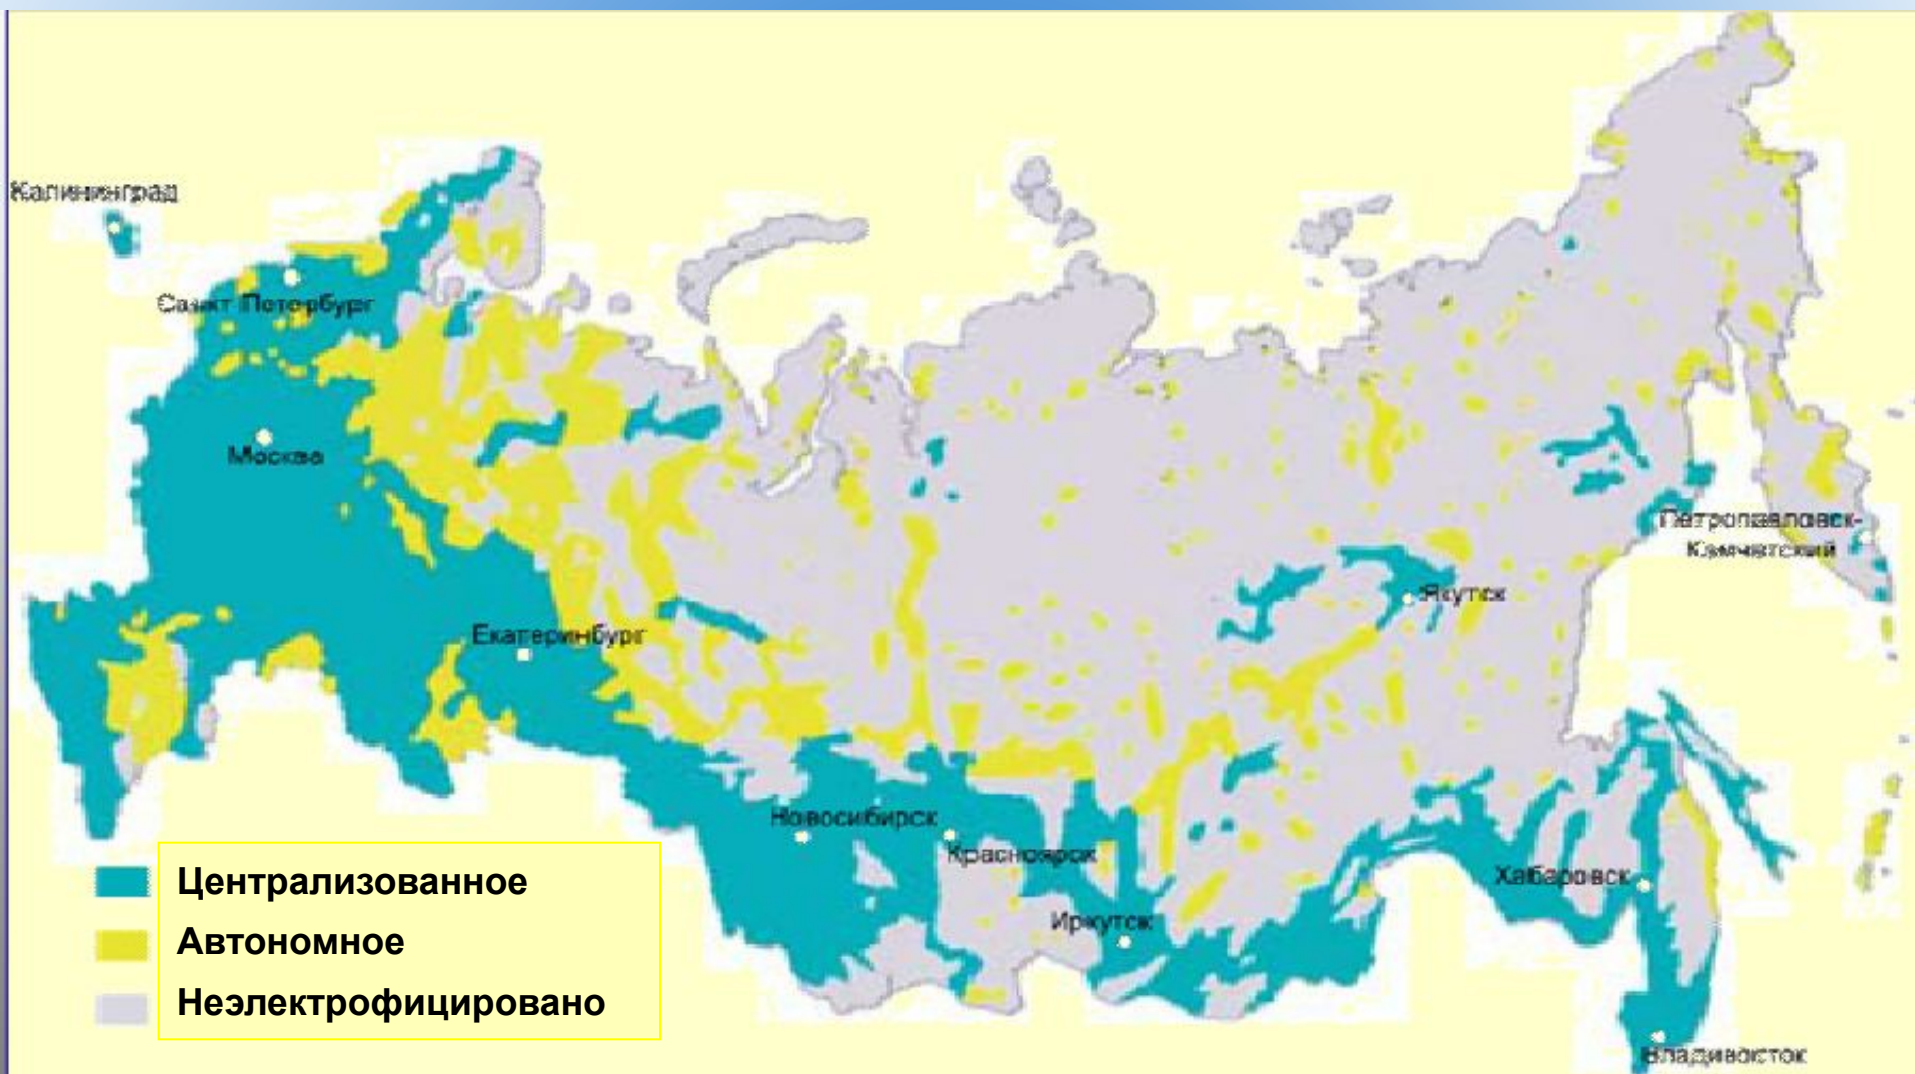 Калининград
Санкт Петербург
Москва
Екатеринбург
Новосибирск
Красноярск
Иркутск
Якутск
Петропавловск-
Камчатский
Хабаровск
Владивосток
Централизованное
Автономное
Неэлектрофицировано